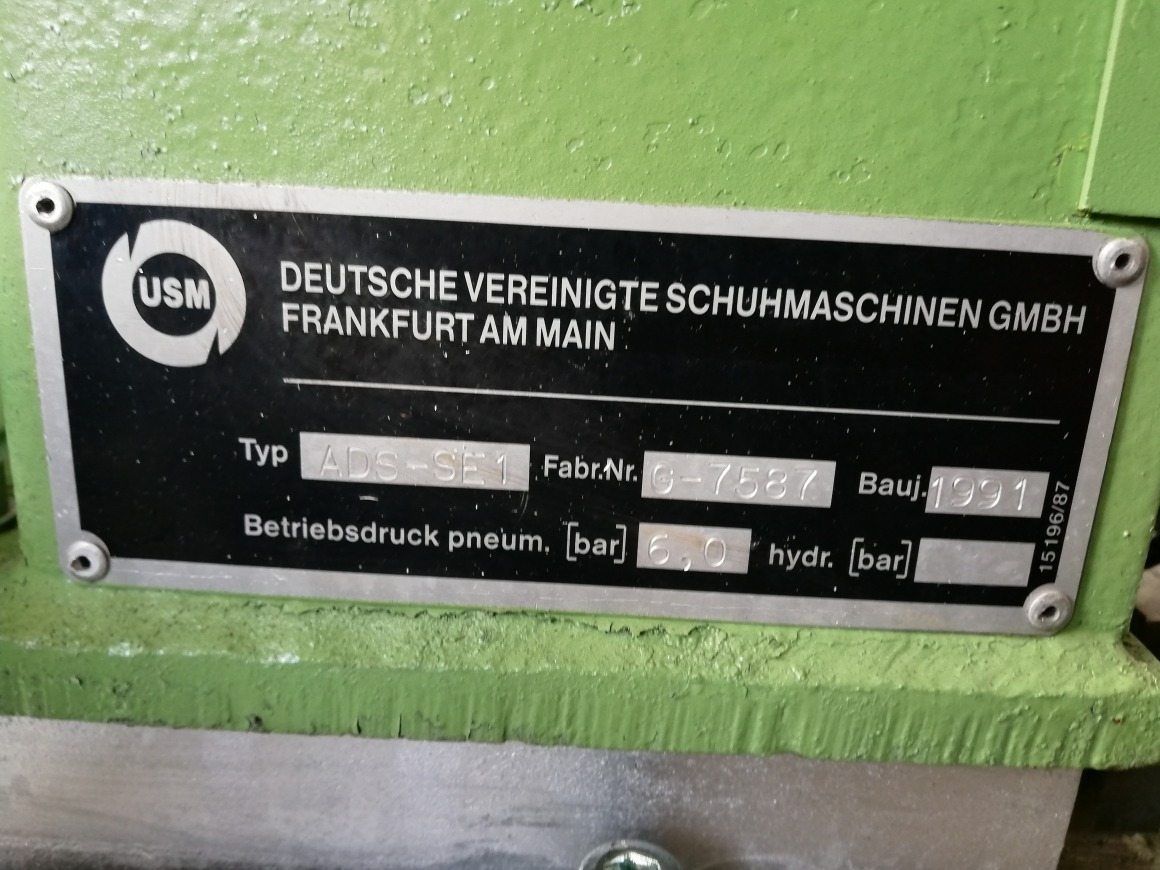 USM
DEUTSCHE VEREINIGTE SCHUHMASCHINEN GMBH
FRANKFURT AM MAIN
Typ ADS-SE1 Fabr.Nr. G-7587 Bauj. 1991
Betriebsdruck pneum. [bar] 6,0 hydr. [bar]
15196/87